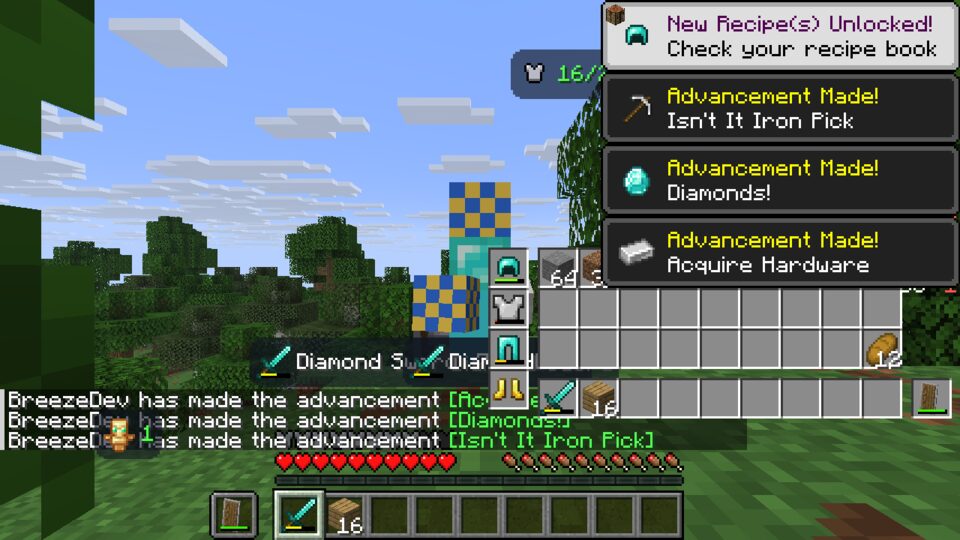 New Recipe(s) Unlocked!
Check your recipe book
16/
Advancement Made!
Isn't It Iron Pick
Advancement Made!
Diamonds!
Advancement Made!
Acquire Hardware
64
12
Diamond
BreezeDev has made the advancement
16
BreezeDev has made the advancement [Diamonds!]
1
has made the advancement [Isn't It Iron Pick]
16